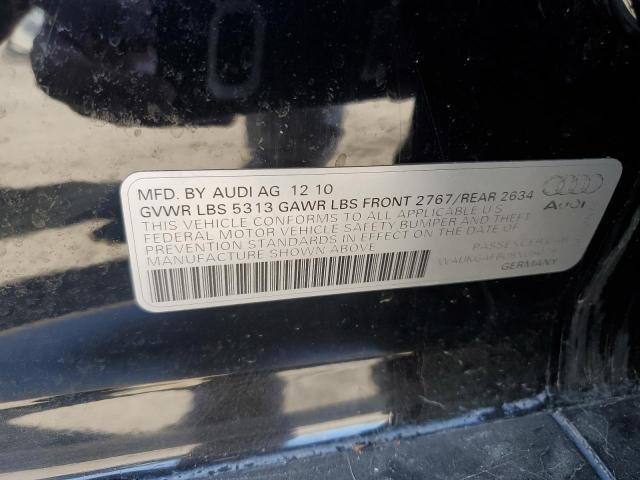 MFD. BY AUDI AG 12 10
GVWR LBS 5313 GAWR LBS FRONT 2767/REAR 2634
THIS VEHICLE CONFORMS TO ALL APPLICABLE U S
FEDERAL MOTOR VEHICLE SAFETY BUMPER AND THEFT
PREVENTION STANDARDS IN EFFECT ON THE DATE OF
MANUFACTURE SHOWN ABOVE
Audi
PASSENGER
GERMANY